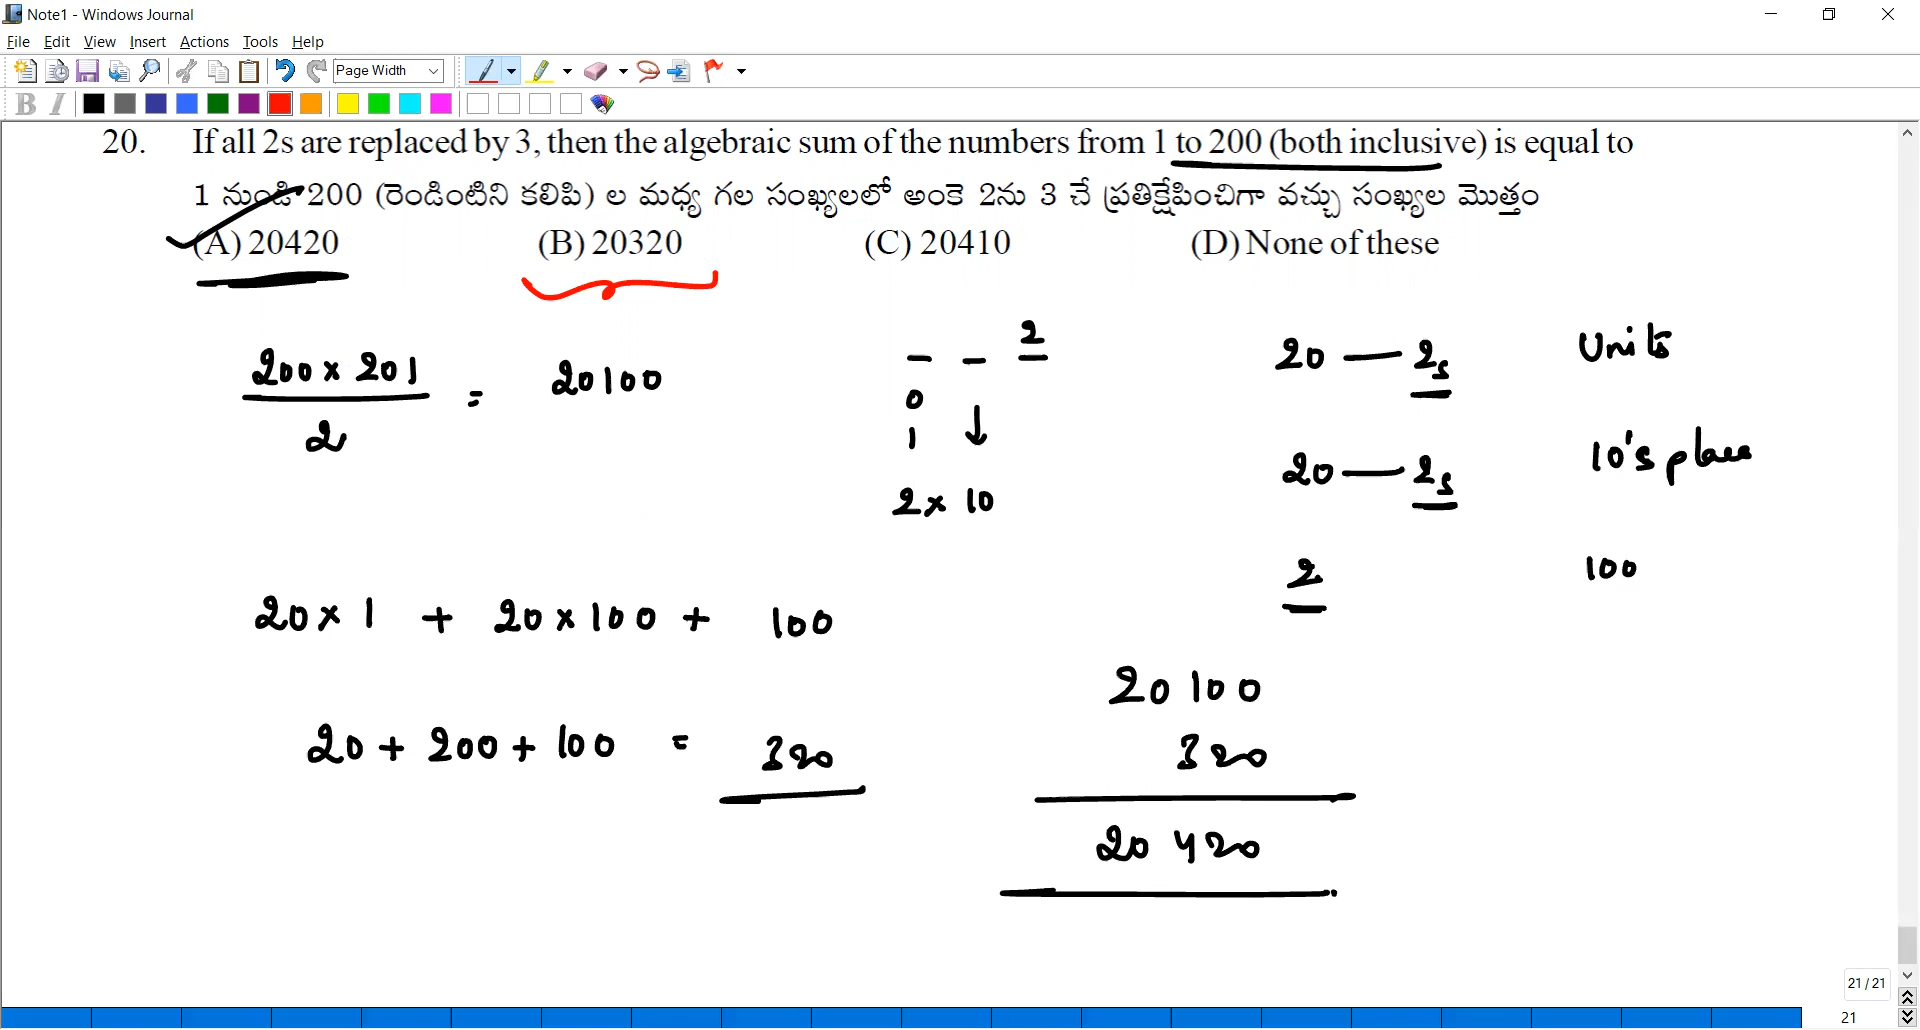 Note1 - Windows Journal
File Edit View Insert Actions Tools Help
Page Width
B I
20. If all 2s are replaced by 3, then the algebraic sum of the numbers from 1 to 200 (both inclusive) is equal to
1 నుండి 200 (రెండింటిని కలిపి) ల మధ్య గల సంఖ్యలలో అంకె 2ను 3 చే ప్రతిక్షేపించిగా వచ్చు సంఖ్యల మొత్తం
(A) 20420 (B) 20320 (C) 20410 (D) None of these
200 × 201 / 2 = 20100
_ _ 2
0
1 ↓
2 × 10
20 — 2s Units
20 — 2s 10's place
2 100
20 × 1 + 20 × 100 + 100
20 + 200 + 100 = 320
20 100
320
20 420
21 / 21
21